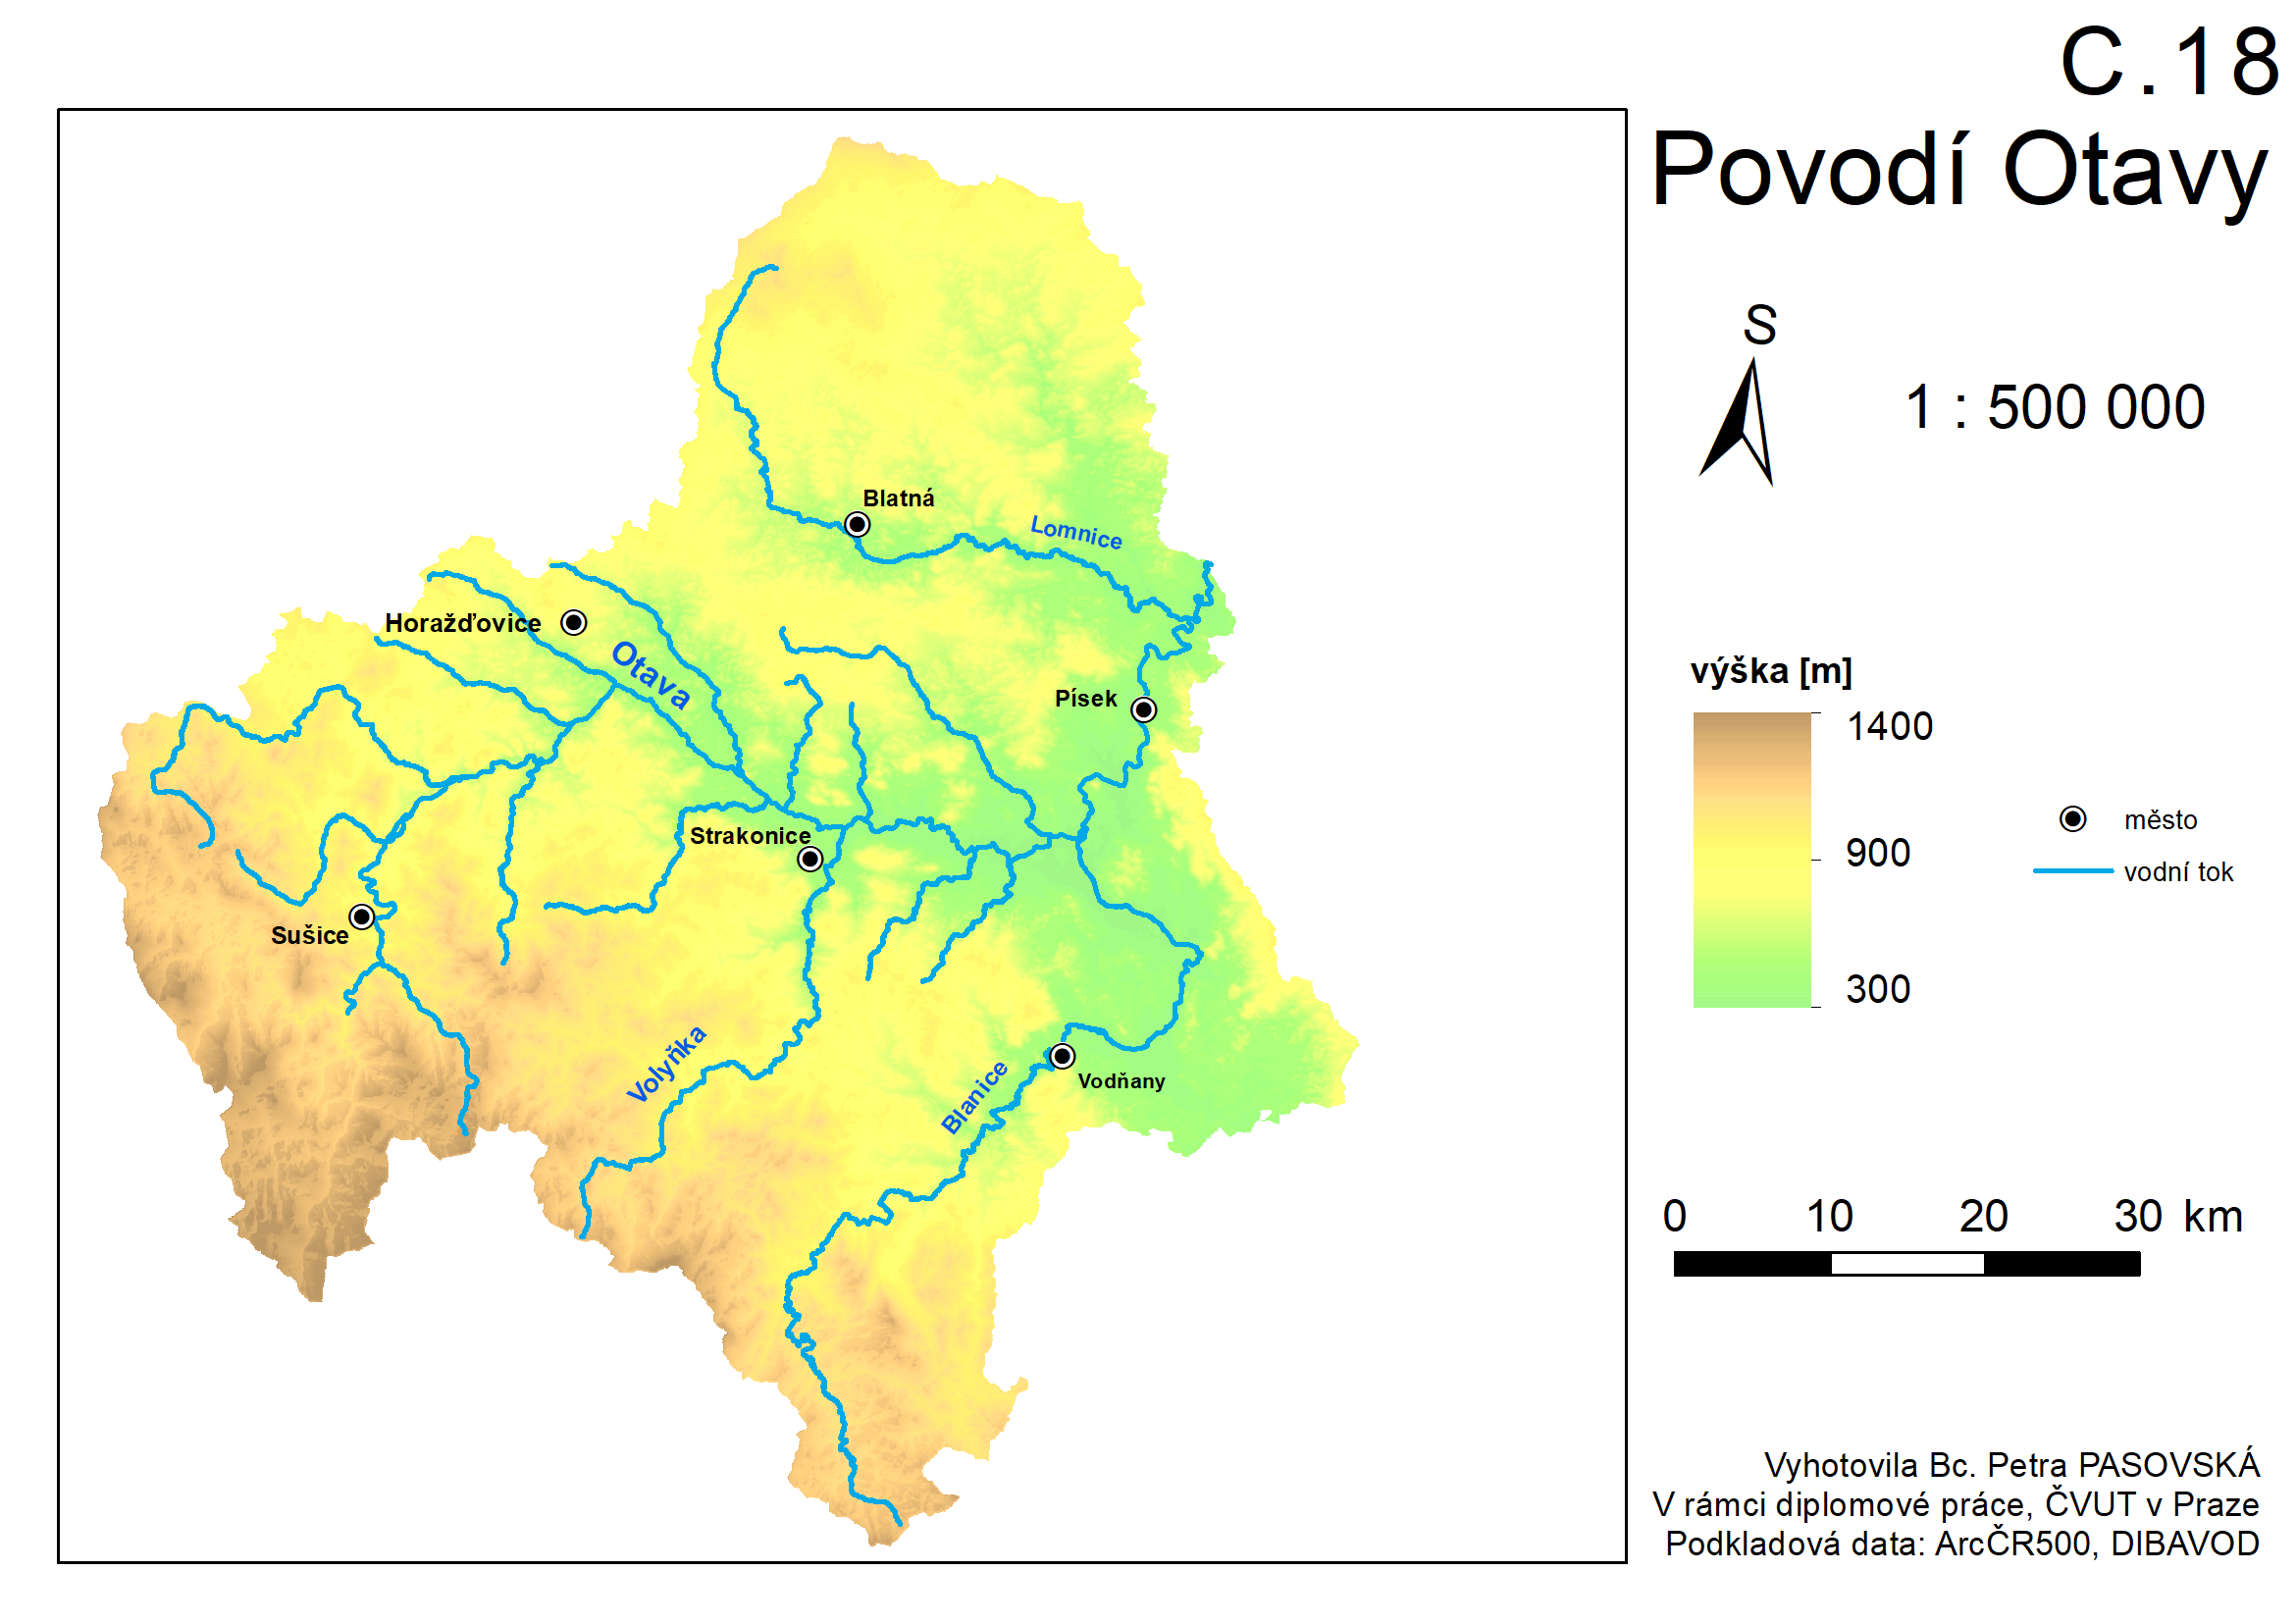 C.18
Povodí Otavy
S
1 : 500 000
Blatná
Lomnice
Horažďovice
Otava
Písek
výška [m]
1400
900
300
město
vodní tok
Strakonice
Sušice
Volyňka
Blanice
Vodňany
0 10 20 30 km
Vyhotovila Bc. Petra PASOVSKÁ
V rámci diplomové práce, ČVUT v Praze
Podkladová data: ArcČR500, DIBAVOD